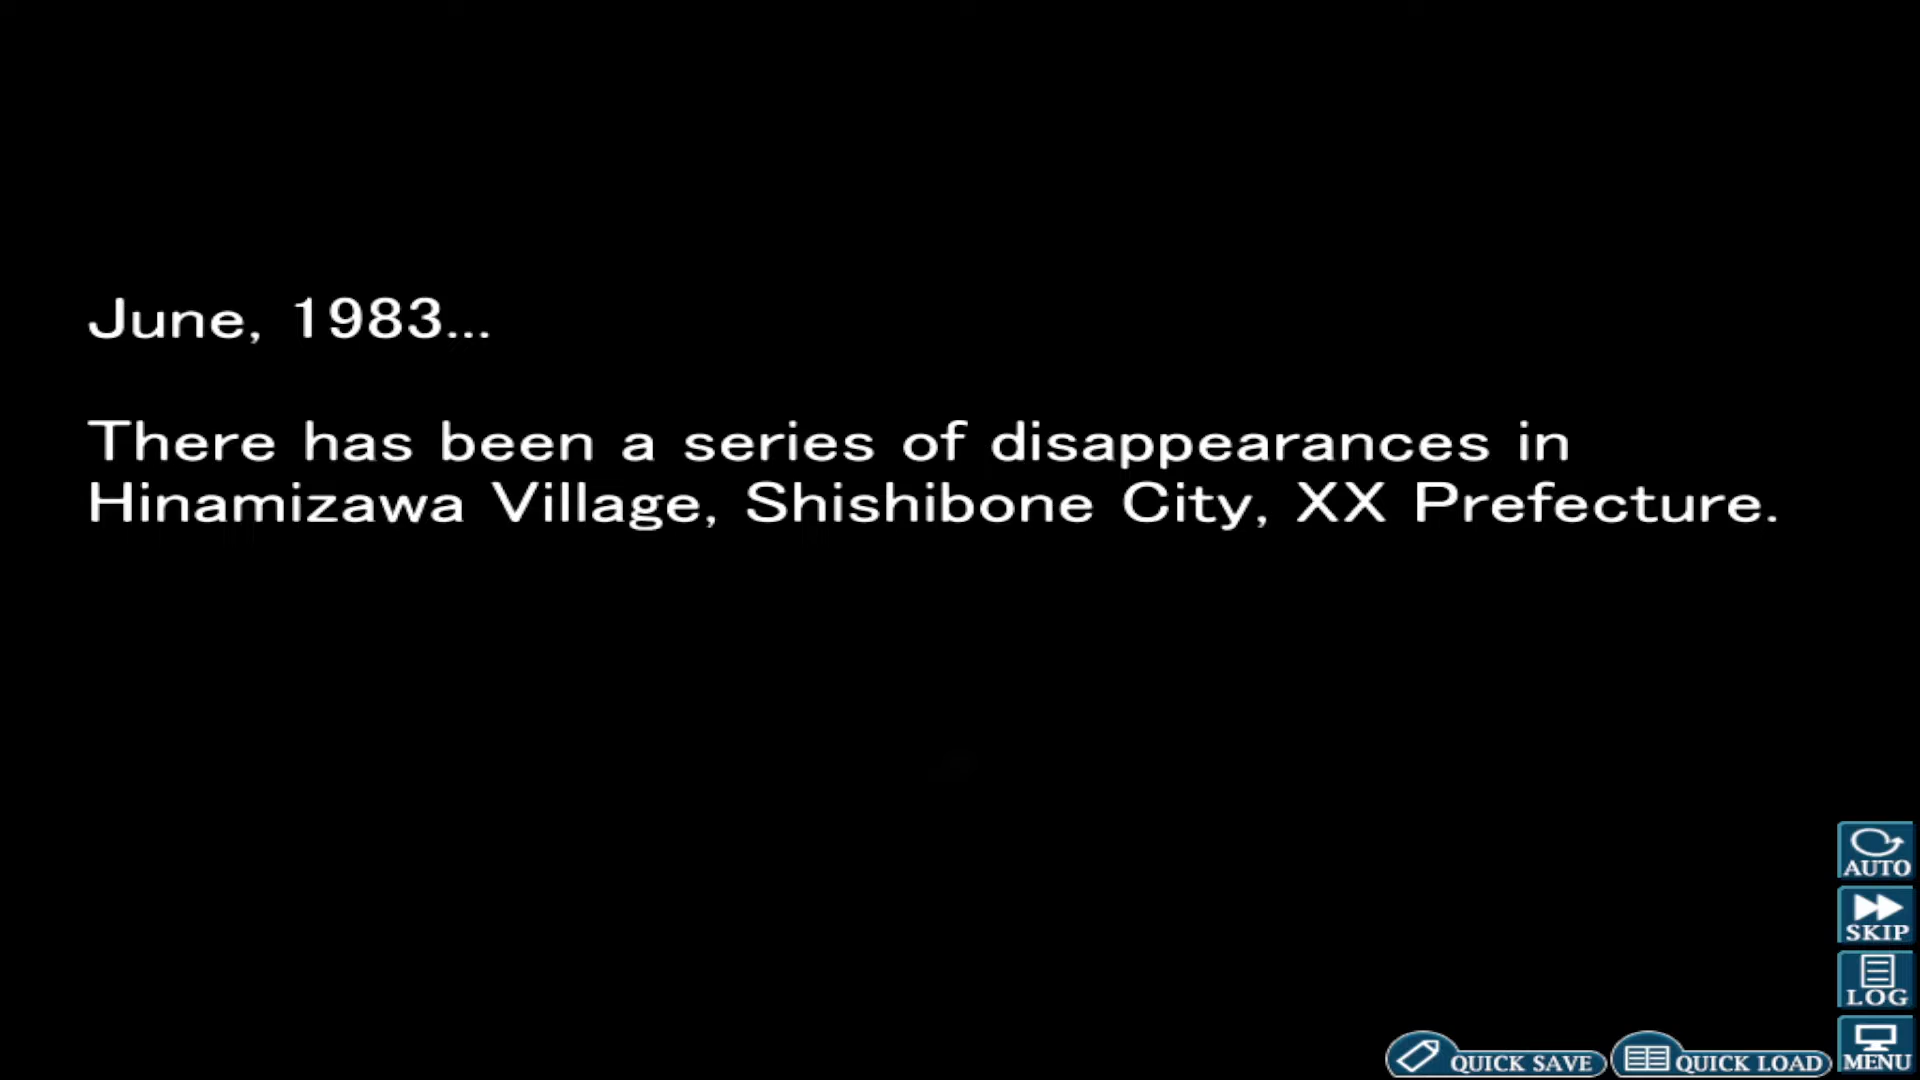 June, 1983...
There has been a series of disappearances in
Hinamizawa Village, Shishibone City, XX Prefecture.
AUTO
SKIP
LOG
QUICK SAVE QUICK LOAD MENU